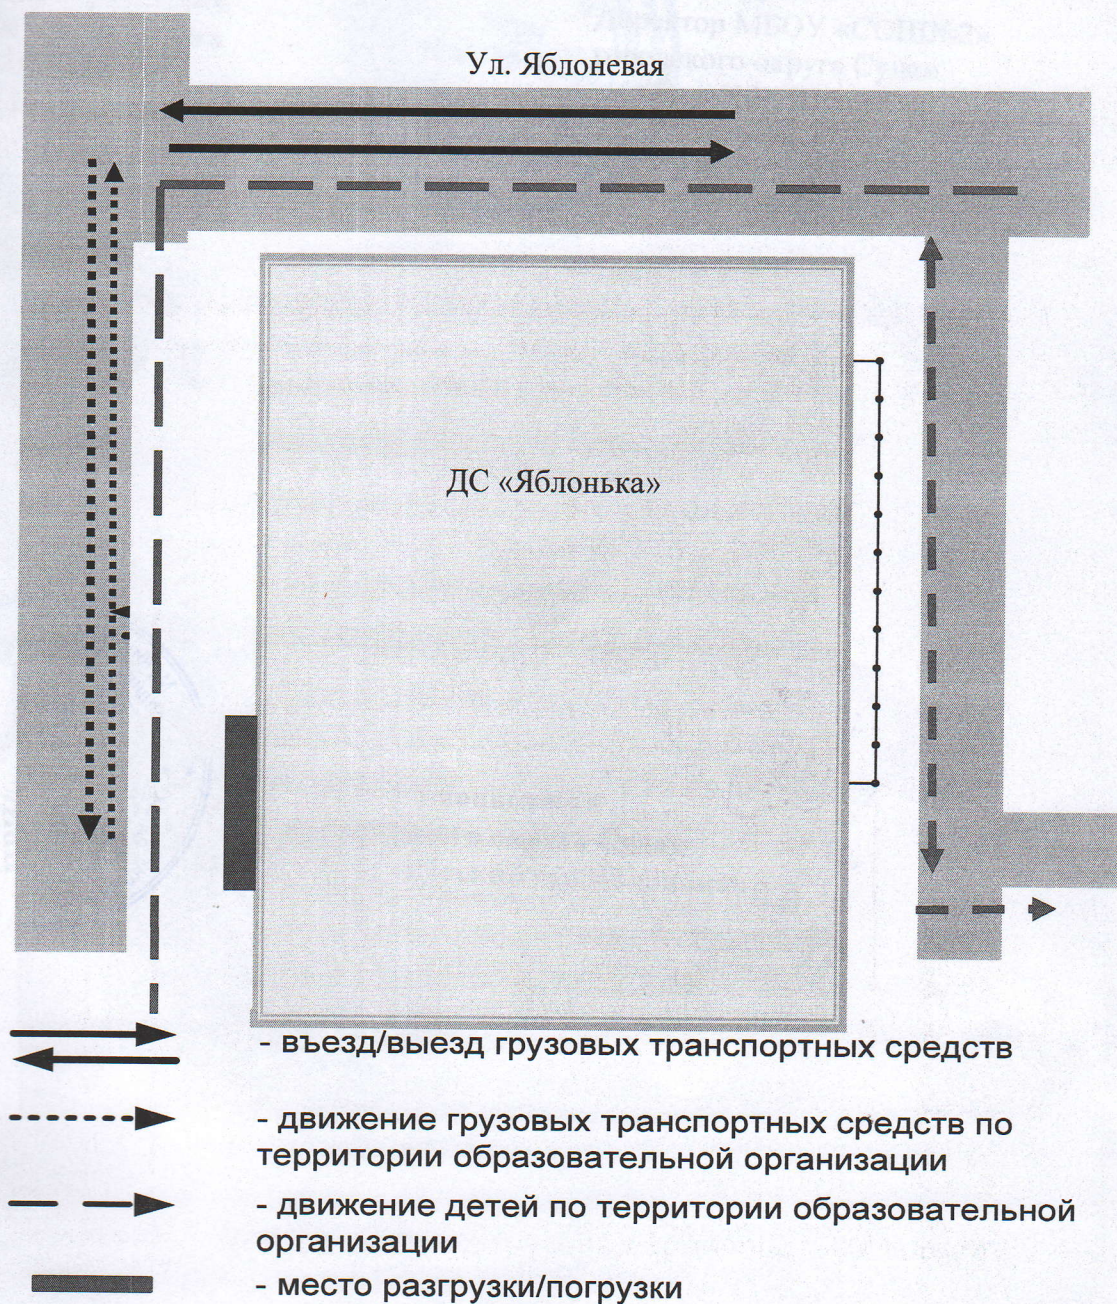 Ул. Яблоневая
ДС «Яблонька»
- въезд/выезд грузовых транспортных средств
- движение грузовых транспортных средств по
территории образовательной организации
- движение детей по территории образовательной
организации
- место разгрузки/погрузки